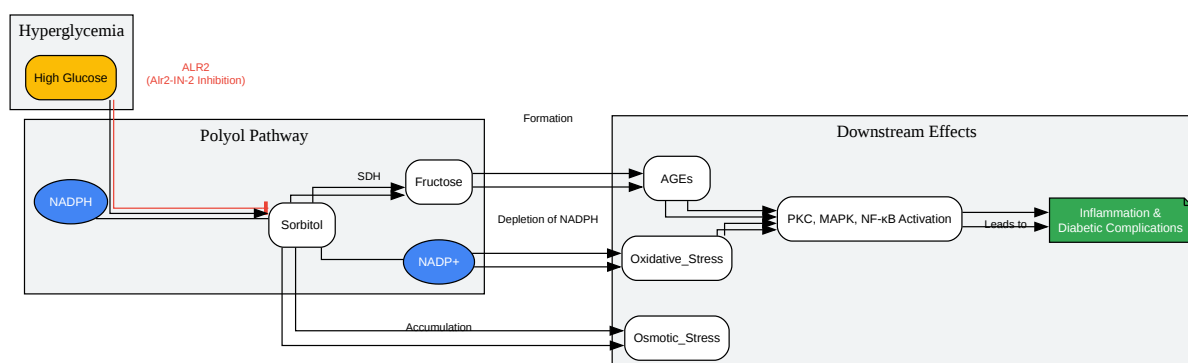 Hyperglycemia
High Glucose
ALR2
(Alr2-IN-2 Inhibition)
Polyol Pathway
NADPH
SDH
Fructose
Sorbitol
NADP+
Formation
Depletion of NADPH
Accumulation
Downstream Effects
AGEs
Oxidative_Stress
Osmotic_Stress
PKC, MAPK, NF-κB Activation
Leads to
Inflammation &
Diabetic Complications